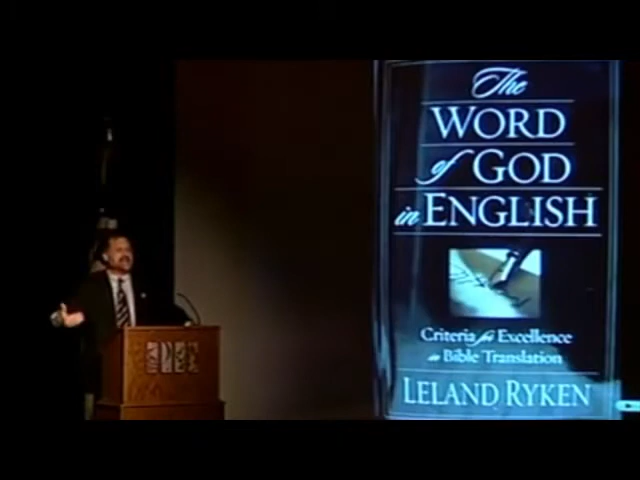 The
WORD
of GOD
in ENGLISH
Criteria for Excellence
in Bible Translation
LELAND RYKEN